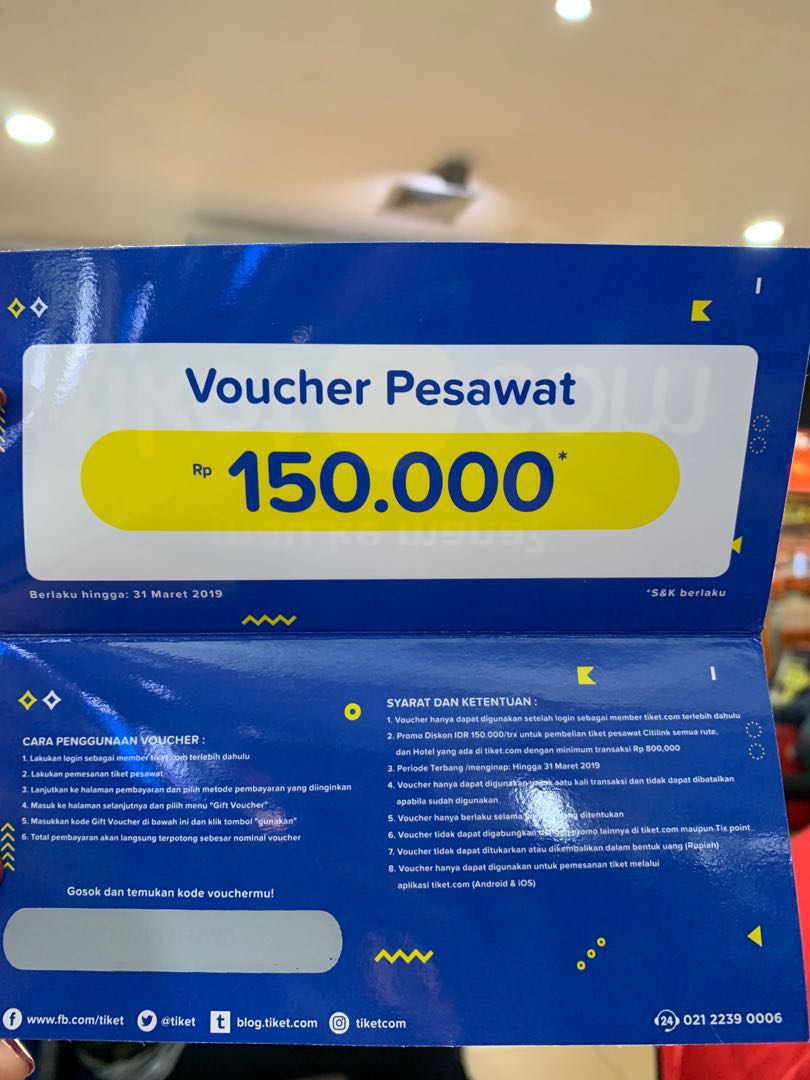 Voucher Pesawat
Rp 150.000*
Berlaku hingga: 31 Maret 2019
*S&K berlaku
CARA PENGGUNAAN VOUCHER :
1. Lakukan login sebagai member tiket.com terlebih dahulu
2. Lakukan pemesanan tiket pesawat
3. Lanjutkan ke halaman pembayaran dan pilih metode pembayaran yang diinginkan
4. Masuk ke halaman selanjutnya dan pilih menu "Gift Voucher"
5. Masukkan kode Gift Voucher di bawah ini dan klik tombol "gunakan"
6. Total pembayaran akan langsung terpotong sebesar nominal voucher
Gosok dan temukan kode vouchermu!
SYARAT DAN KETENTUAN :
1. Voucher hanya dapat digunakan setelah login sebagai member tiket.com terlebih dahulu
2. Promo Diskon IDR 150.000/trx untuk pembelian tiket pesawat Citilink semua rute,
dan Hotel yang ada di tiket.com dengan minimum transaksi Rp 800,000
3. Periode Terbang /menginap: Hingga 31 Maret 2019
4. Voucher hanya dapat digunakan untuk satu kali transaksi dan tidak dapat dibatalkan
apabila sudah digunakan
5. Voucher hanya berlaku selama ditentukan
6. Voucher tidak dapat digabungkan dengan promo lainnya di tiket.com maupun Tix point
7. Voucher tidak dapat ditukarkan atau dikembalikan dalam bentuk uang (Rupiah)
8. Voucher hanya dapat digunakan untuk pemesanan tiket melalui
aplikasi tiket.com (Android & iOS)
f www.fb.com/tiket @tiket t blog.tiket.com tiketcom
24 021 2239 0006